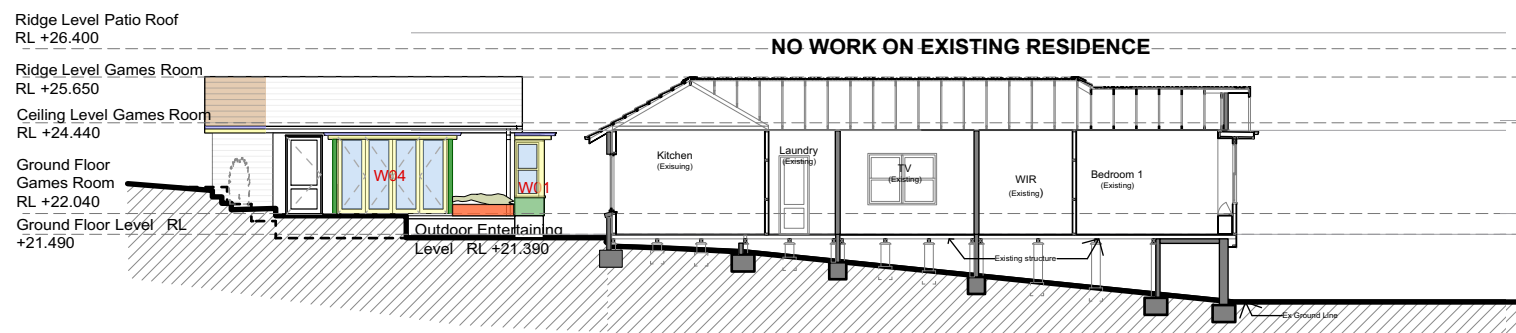 Ridge Level Patio Roof
RL +26.400
NO WORK ON EXISTING RESIDENCE
Ridge Level Games Room
RL +25.650
Ceiling Level Games Room
RL +24.440
Ground Floor
Games Room
RL +22.040
Ground Floor Level RL
+21.490
W04
W01
Outdoor Entertaining
Level RL +21.390
Kitchen
(Exisuing)
Laundry
(Existing)
TV
(Existing)
WIR
(Existing)
Bedroom 1
(Existing)
Existing structure
Ex Ground Line